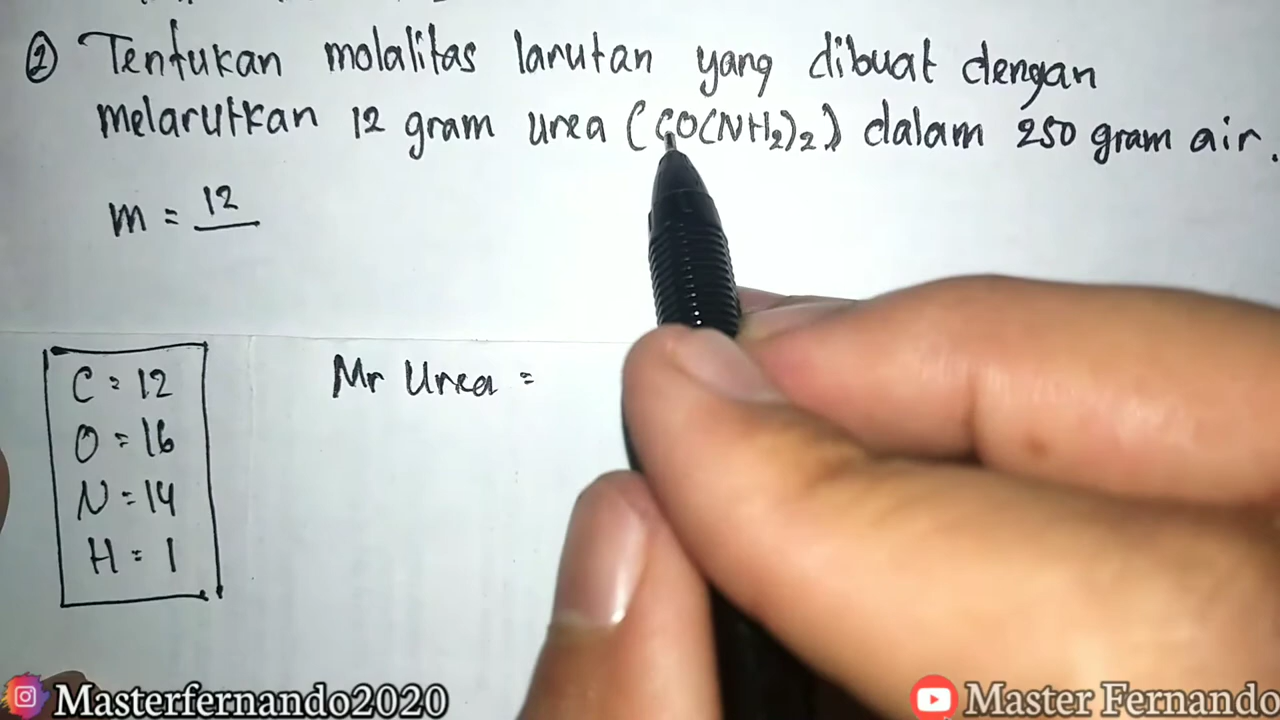 ② Tentukan molalitas larutan yang dibuat dengan
melarutkan 12 gram urea (CO(NH₂)₂) dalam 250 gram air.
m = 12
C = 12
O = 16
N = 14
H = 1
Mr Urea =
Masterfernando2020
Master Fernando